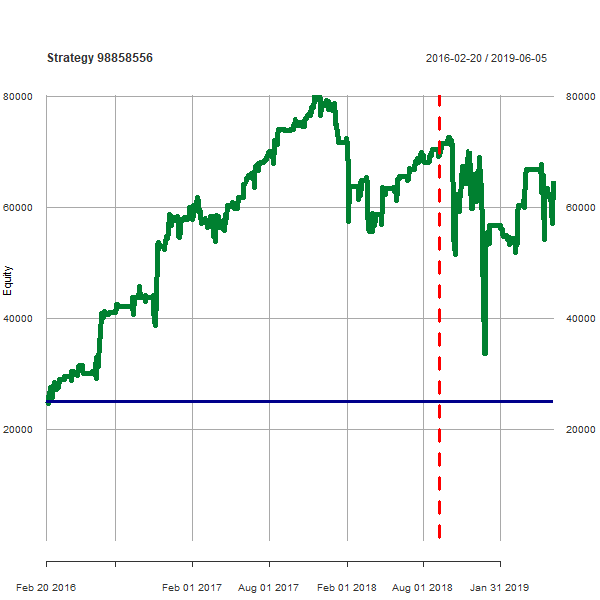 Strategy 98858556
2016-02-20 / 2019-06-05
80000
80000
60000
60000
Equity
40000
40000
20000
20000
Feb 20 2016
Feb 01 2017
Aug 01 2017
Feb 01 2018
Aug 01 2018
Jan 31 2019